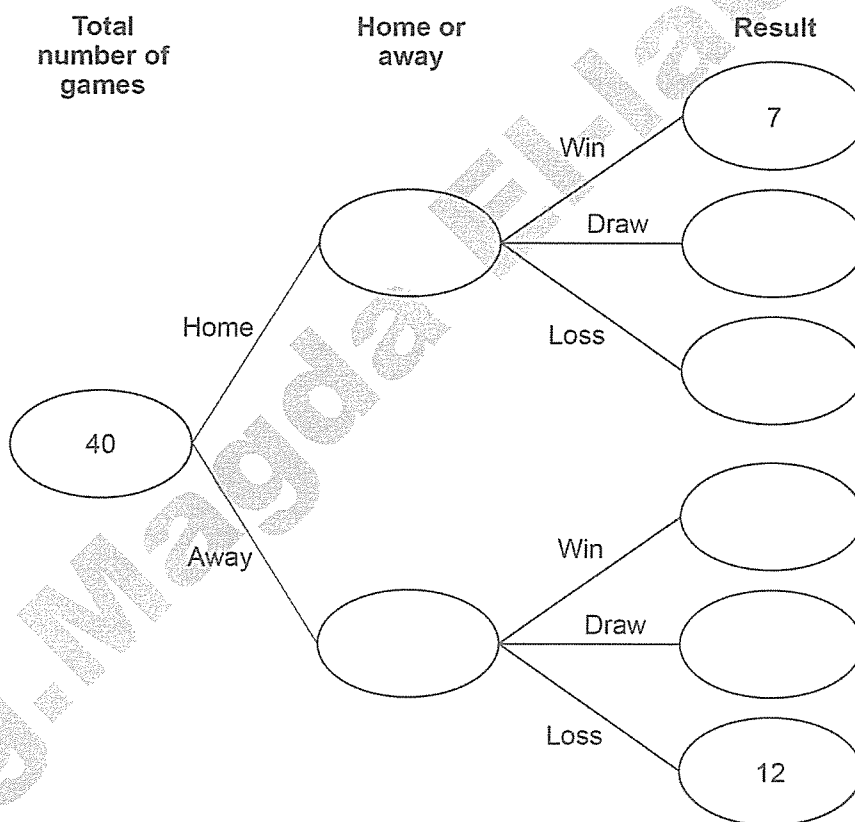 Total
number of
games
Home or
away
Result
Win
7
Draw
Loss
Home
40
Away
Win
Draw
Loss
12